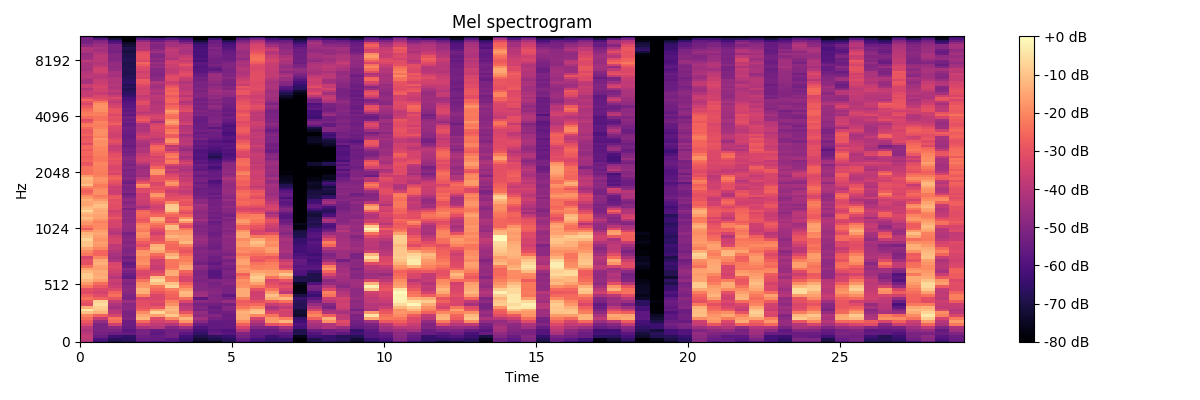 Mel spectrogram
+0 dB
8192
-10 dB
4096
-20 dB
-30 dB
2048
Hz
-40 dB
1024
-50 dB
-60 dB
512
-70 dB
0
-80 dB
0 5 10 15 20 25
Time